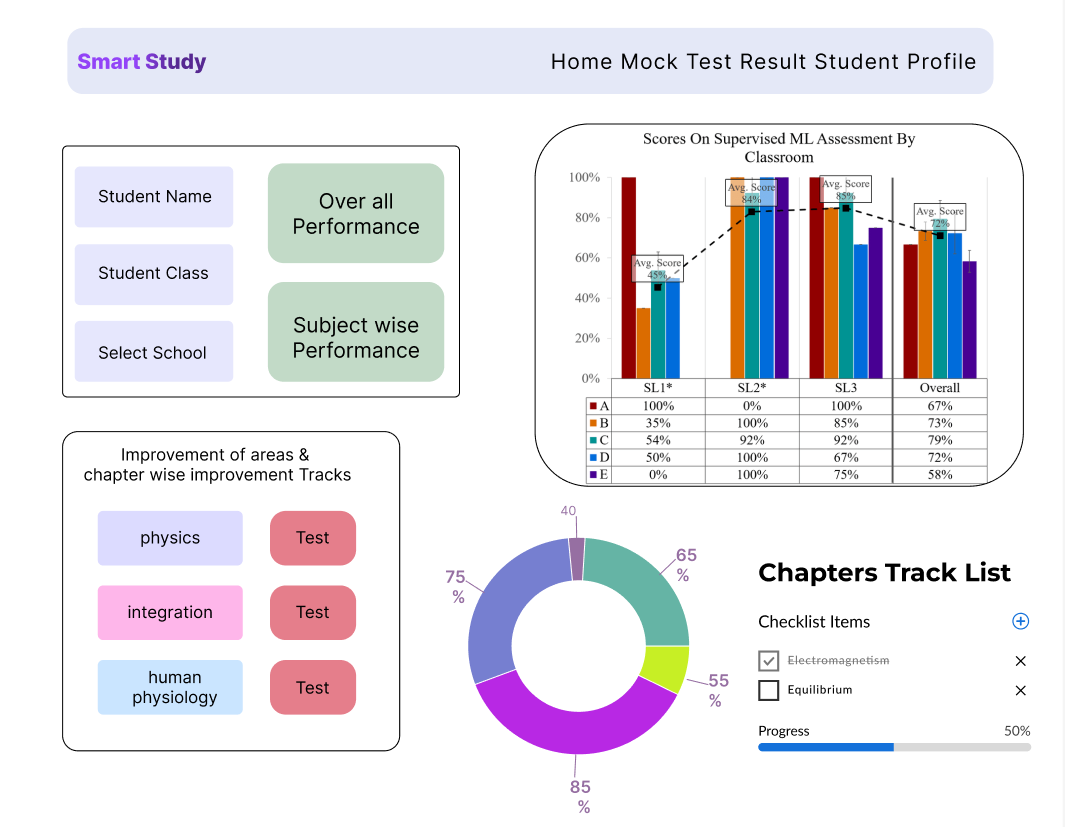 Smart Study
Home Mock Test Result Student Profile
Student Name
Student Class
Select School
Over all
Performance
Subject wise
Performance
Scores On Supervised ML Assessment By
Classroom
100%
80%
60%
40%
20%
0%
Avg. Score
45%
Avg. Score
84%
Avg. Score
85%
Avg. Score
72%
SL1* SL2* SL3 Overall
A 100% 0% 100% 67%
B 35% 100% 85% 73%
C 54% 92% 92% 79%
D 50% 100% 67% 72%
E 0% 100% 75% 58%
Improvement of areas &
chapter wise improvement Tracks
physics Test
integration Test
human
physiology
Test
40
65
%
75
%
55
%
85
%
Chapters Track List
Checklist Items
Electromagnetism
Equilibrium
Progress 50%